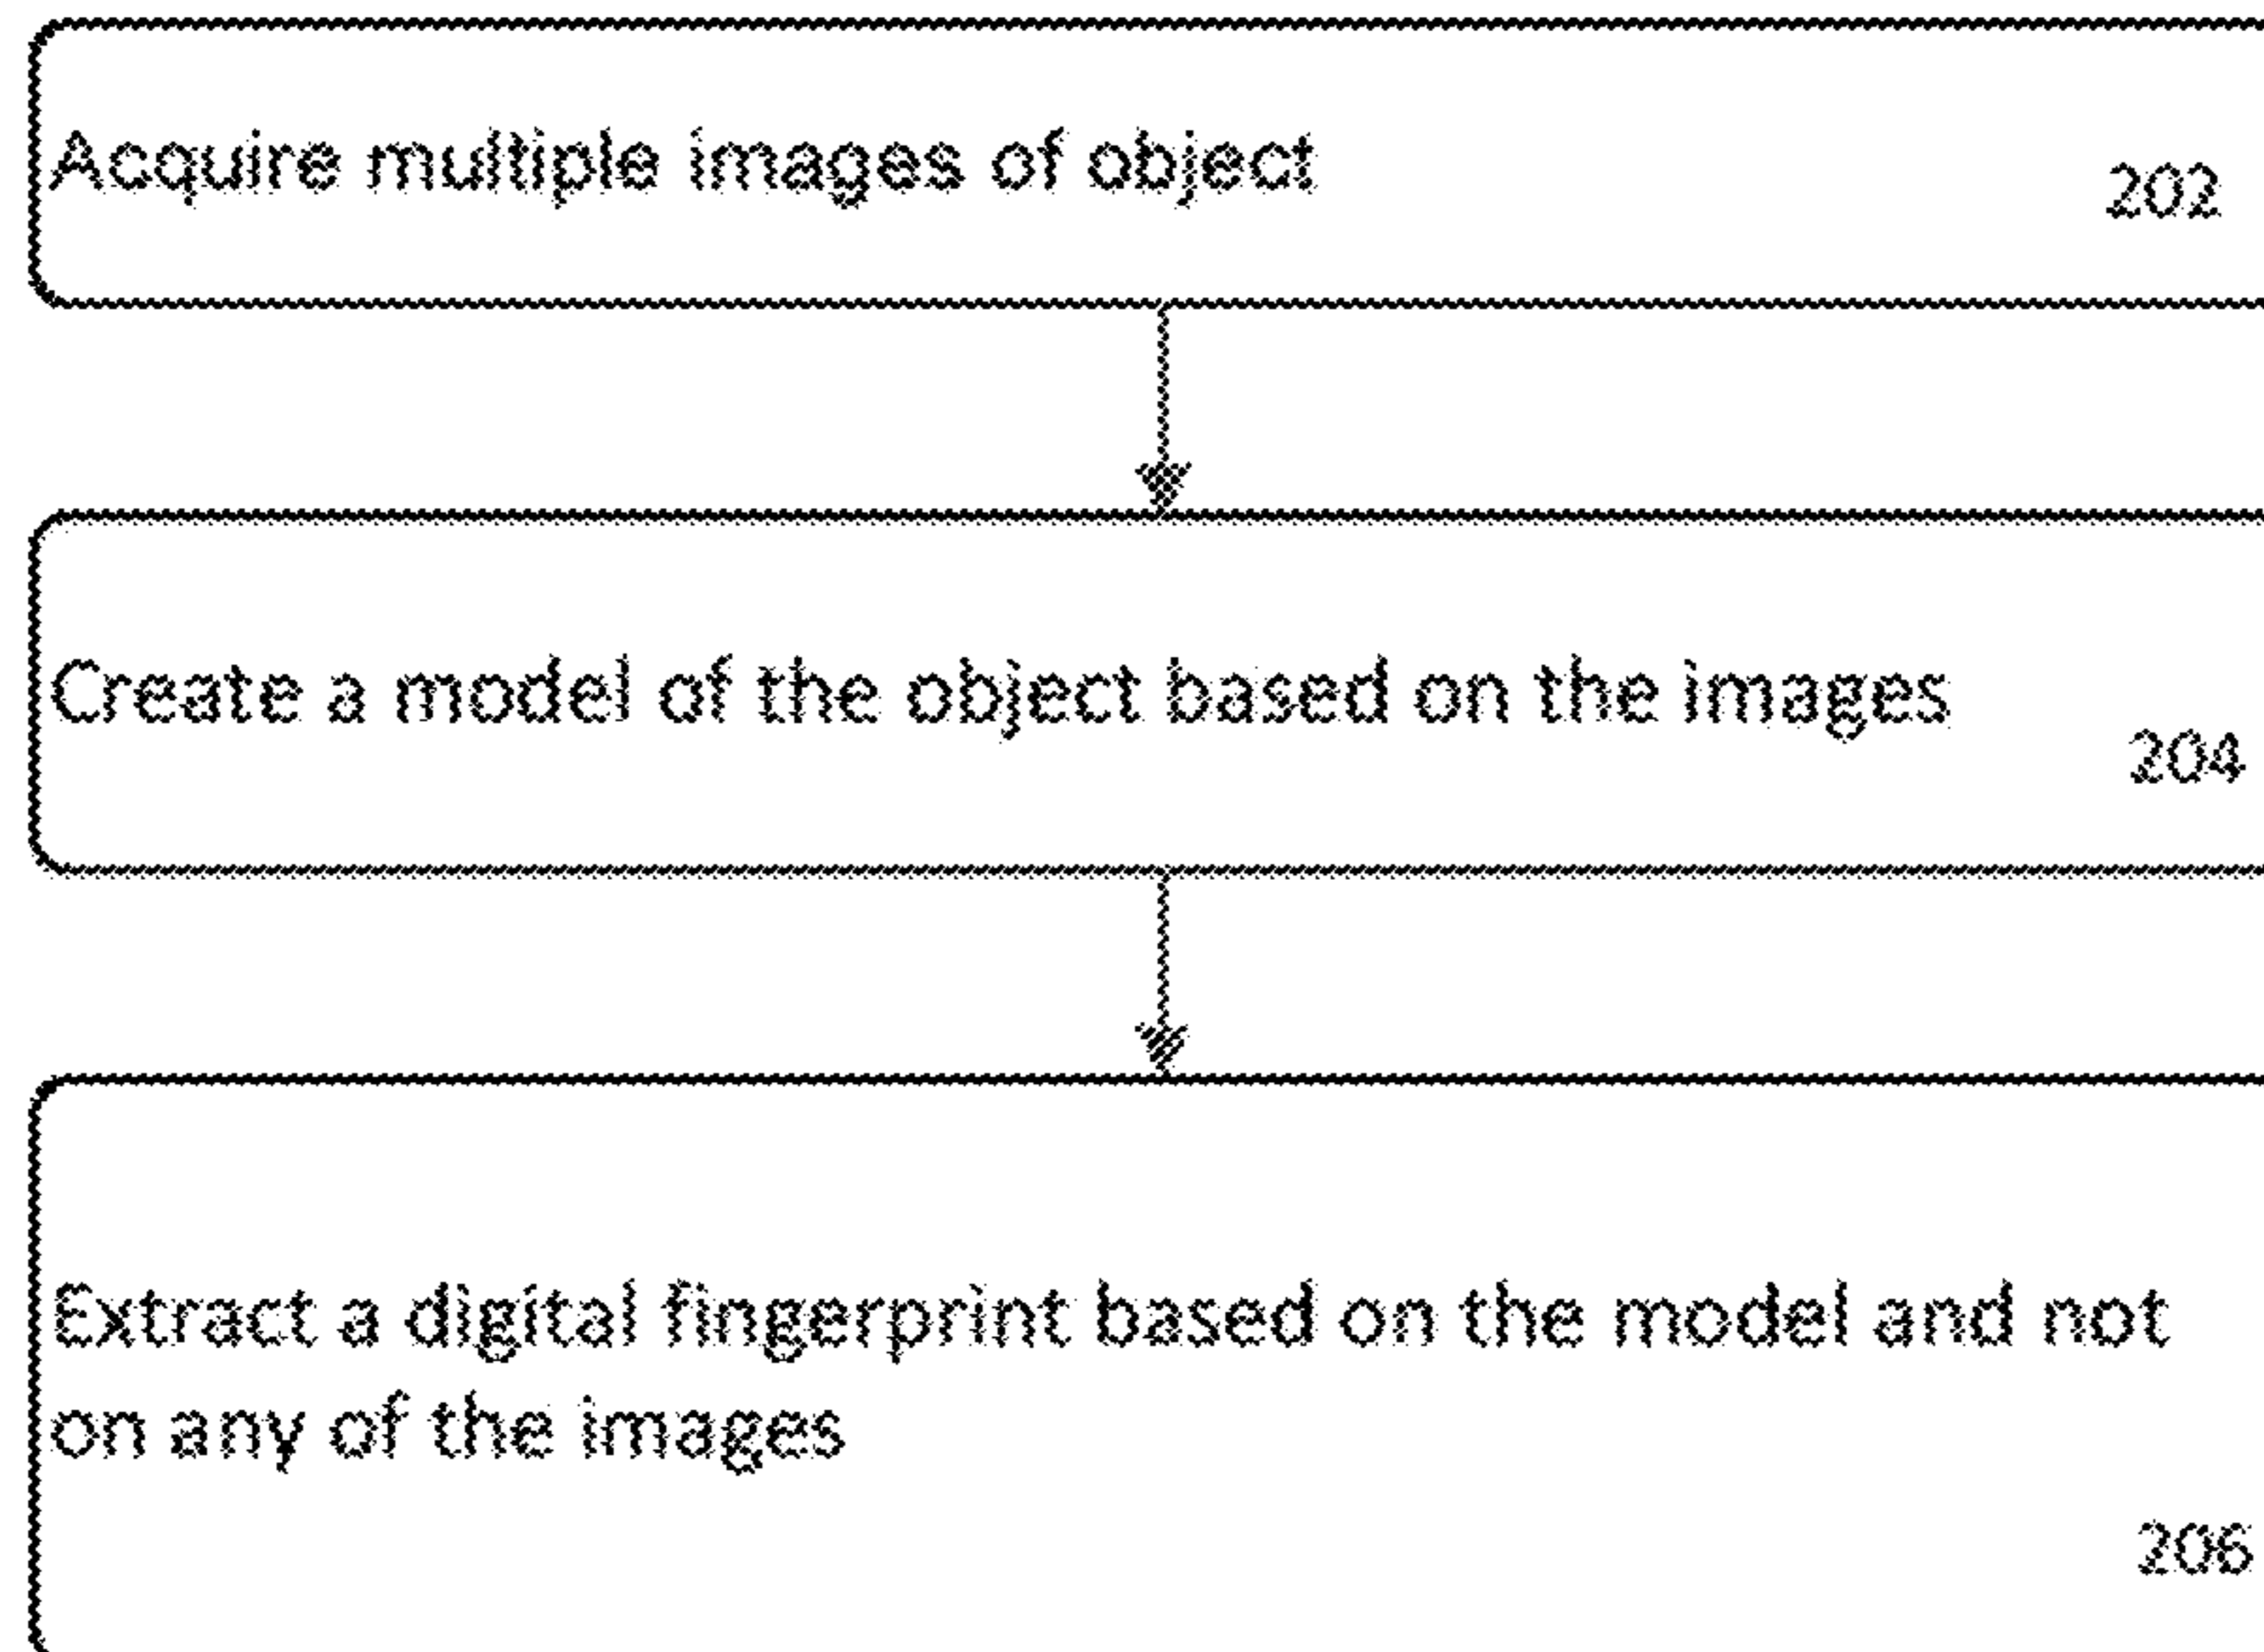 Acquire multiple images of object
202
Create a model of the object based on the images
204
Extract a digital fingerprint based on the model and not
on any of the images
206